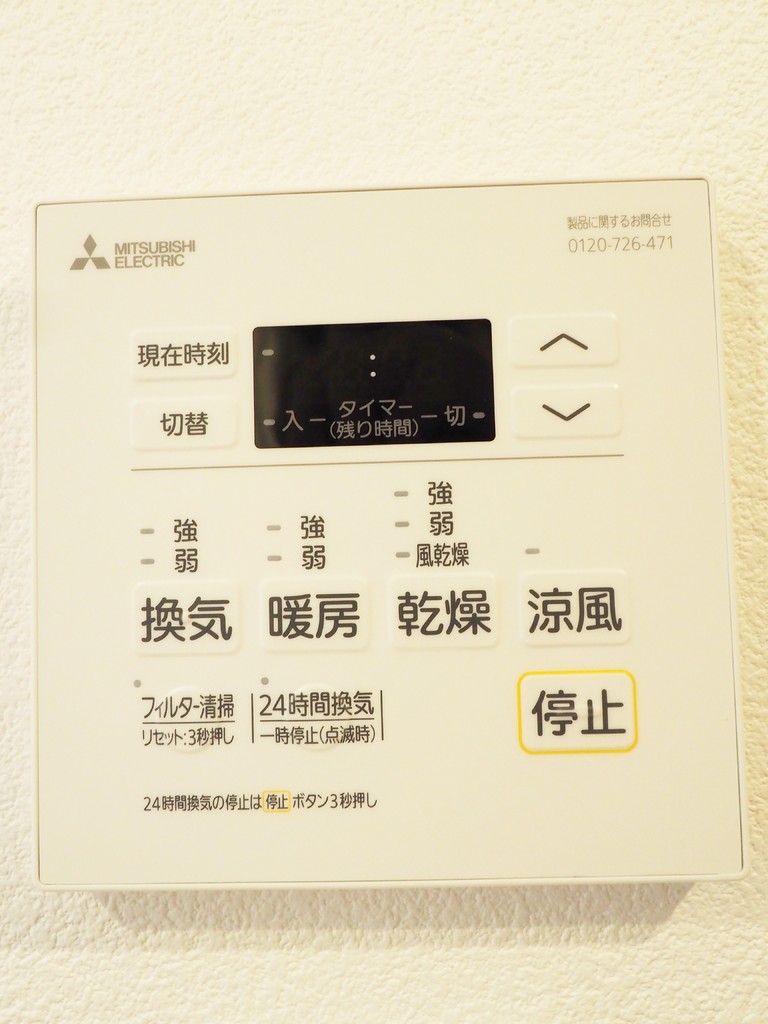 MITSUBISHI
ELECTRIC
製品に関するお問合せ
0120-726-471
現在時刻
切替
:
入 ー タイマー ー 切
(残り時間)
強
弱
強
弱
強
弱
風乾燥
換気
暖房
乾燥
涼風
フィルター清掃
リセット:3秒押し
24時間換気
一時停止(点滅時)
停止
24時間換気の停止は停止ボタン3秒押し